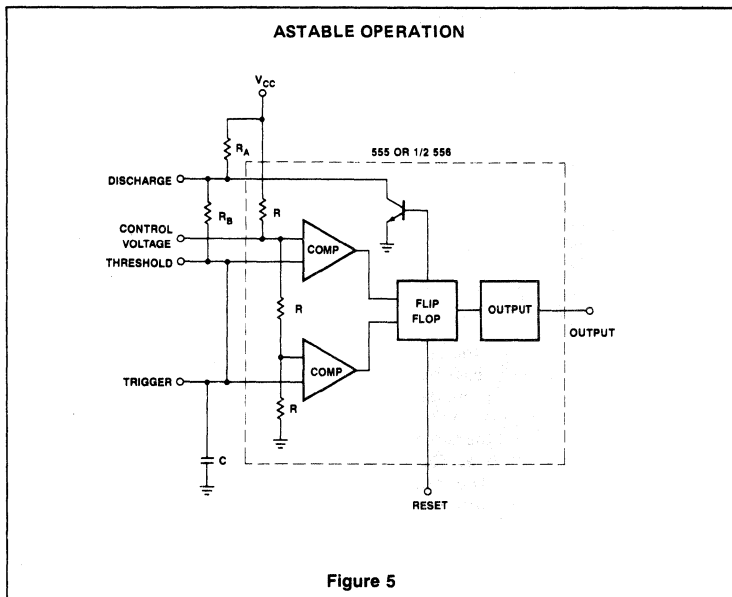 ASTABLE OPERATION
VCC
RA
555 OR 1/2 556
DISCHARGE
RB
R
CONTROL
VOLTAGE
COMP
THRESHOLD
R
FLIP
FLOP
OUTPUT
OUTPUT
COMP
TRIGGER
R
C
RESET
Figure 5